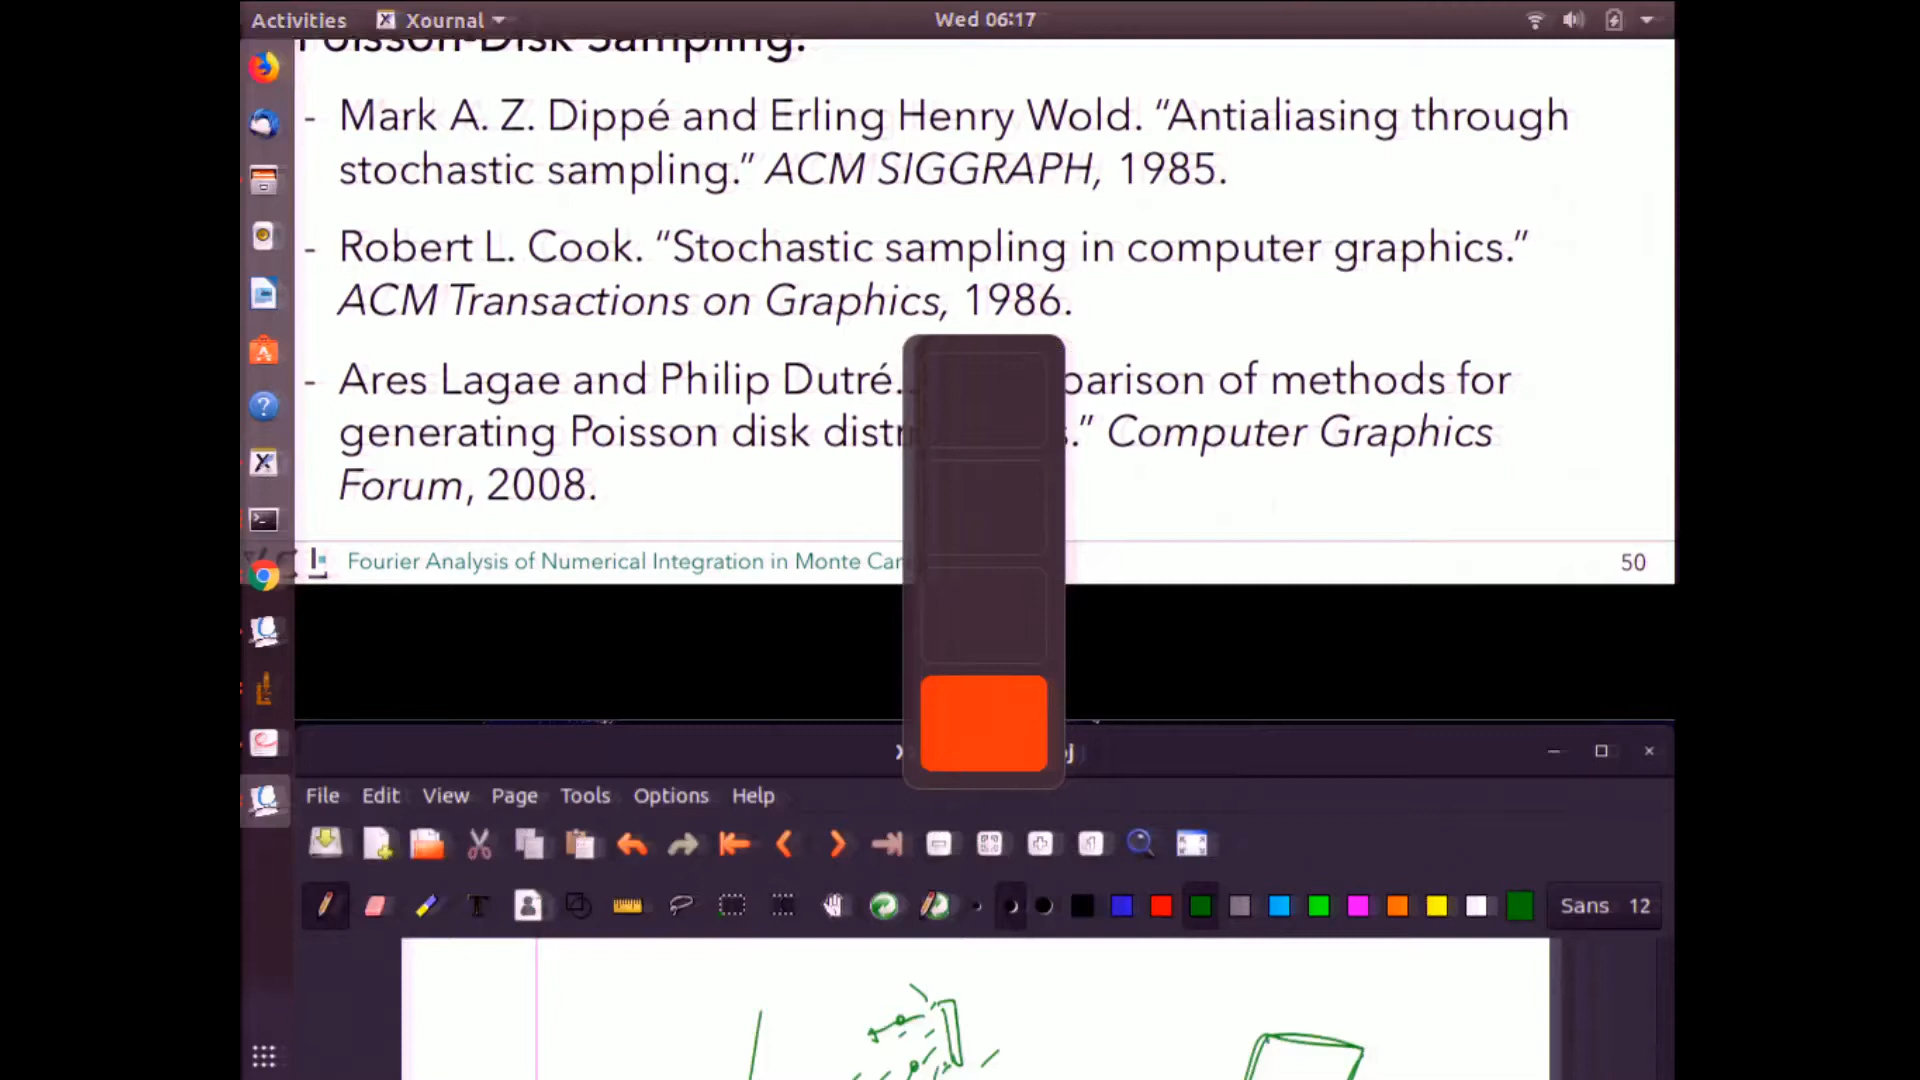 Activities Xournal Wed 06:17
Poisson-Disk Sampling:
- Mark A. Z. Dippé and Erling Henry Wold. “Antialiasing through
stochastic sampling.” ACM SIGGRAPH, 1985.
- Robert L. Cook. “Stochastic sampling in computer graphics.”
ACM Transactions on Graphics, 1986.
- Ares Lagae and Philip Dutré. parison of methods for
generating Poisson disk distr s.” Computer Graphics
Forum, 2008.
Fourier Analysis of Numerical Integration in Monte Car 50
File Edit View Page Tools Options Help
Sans 12